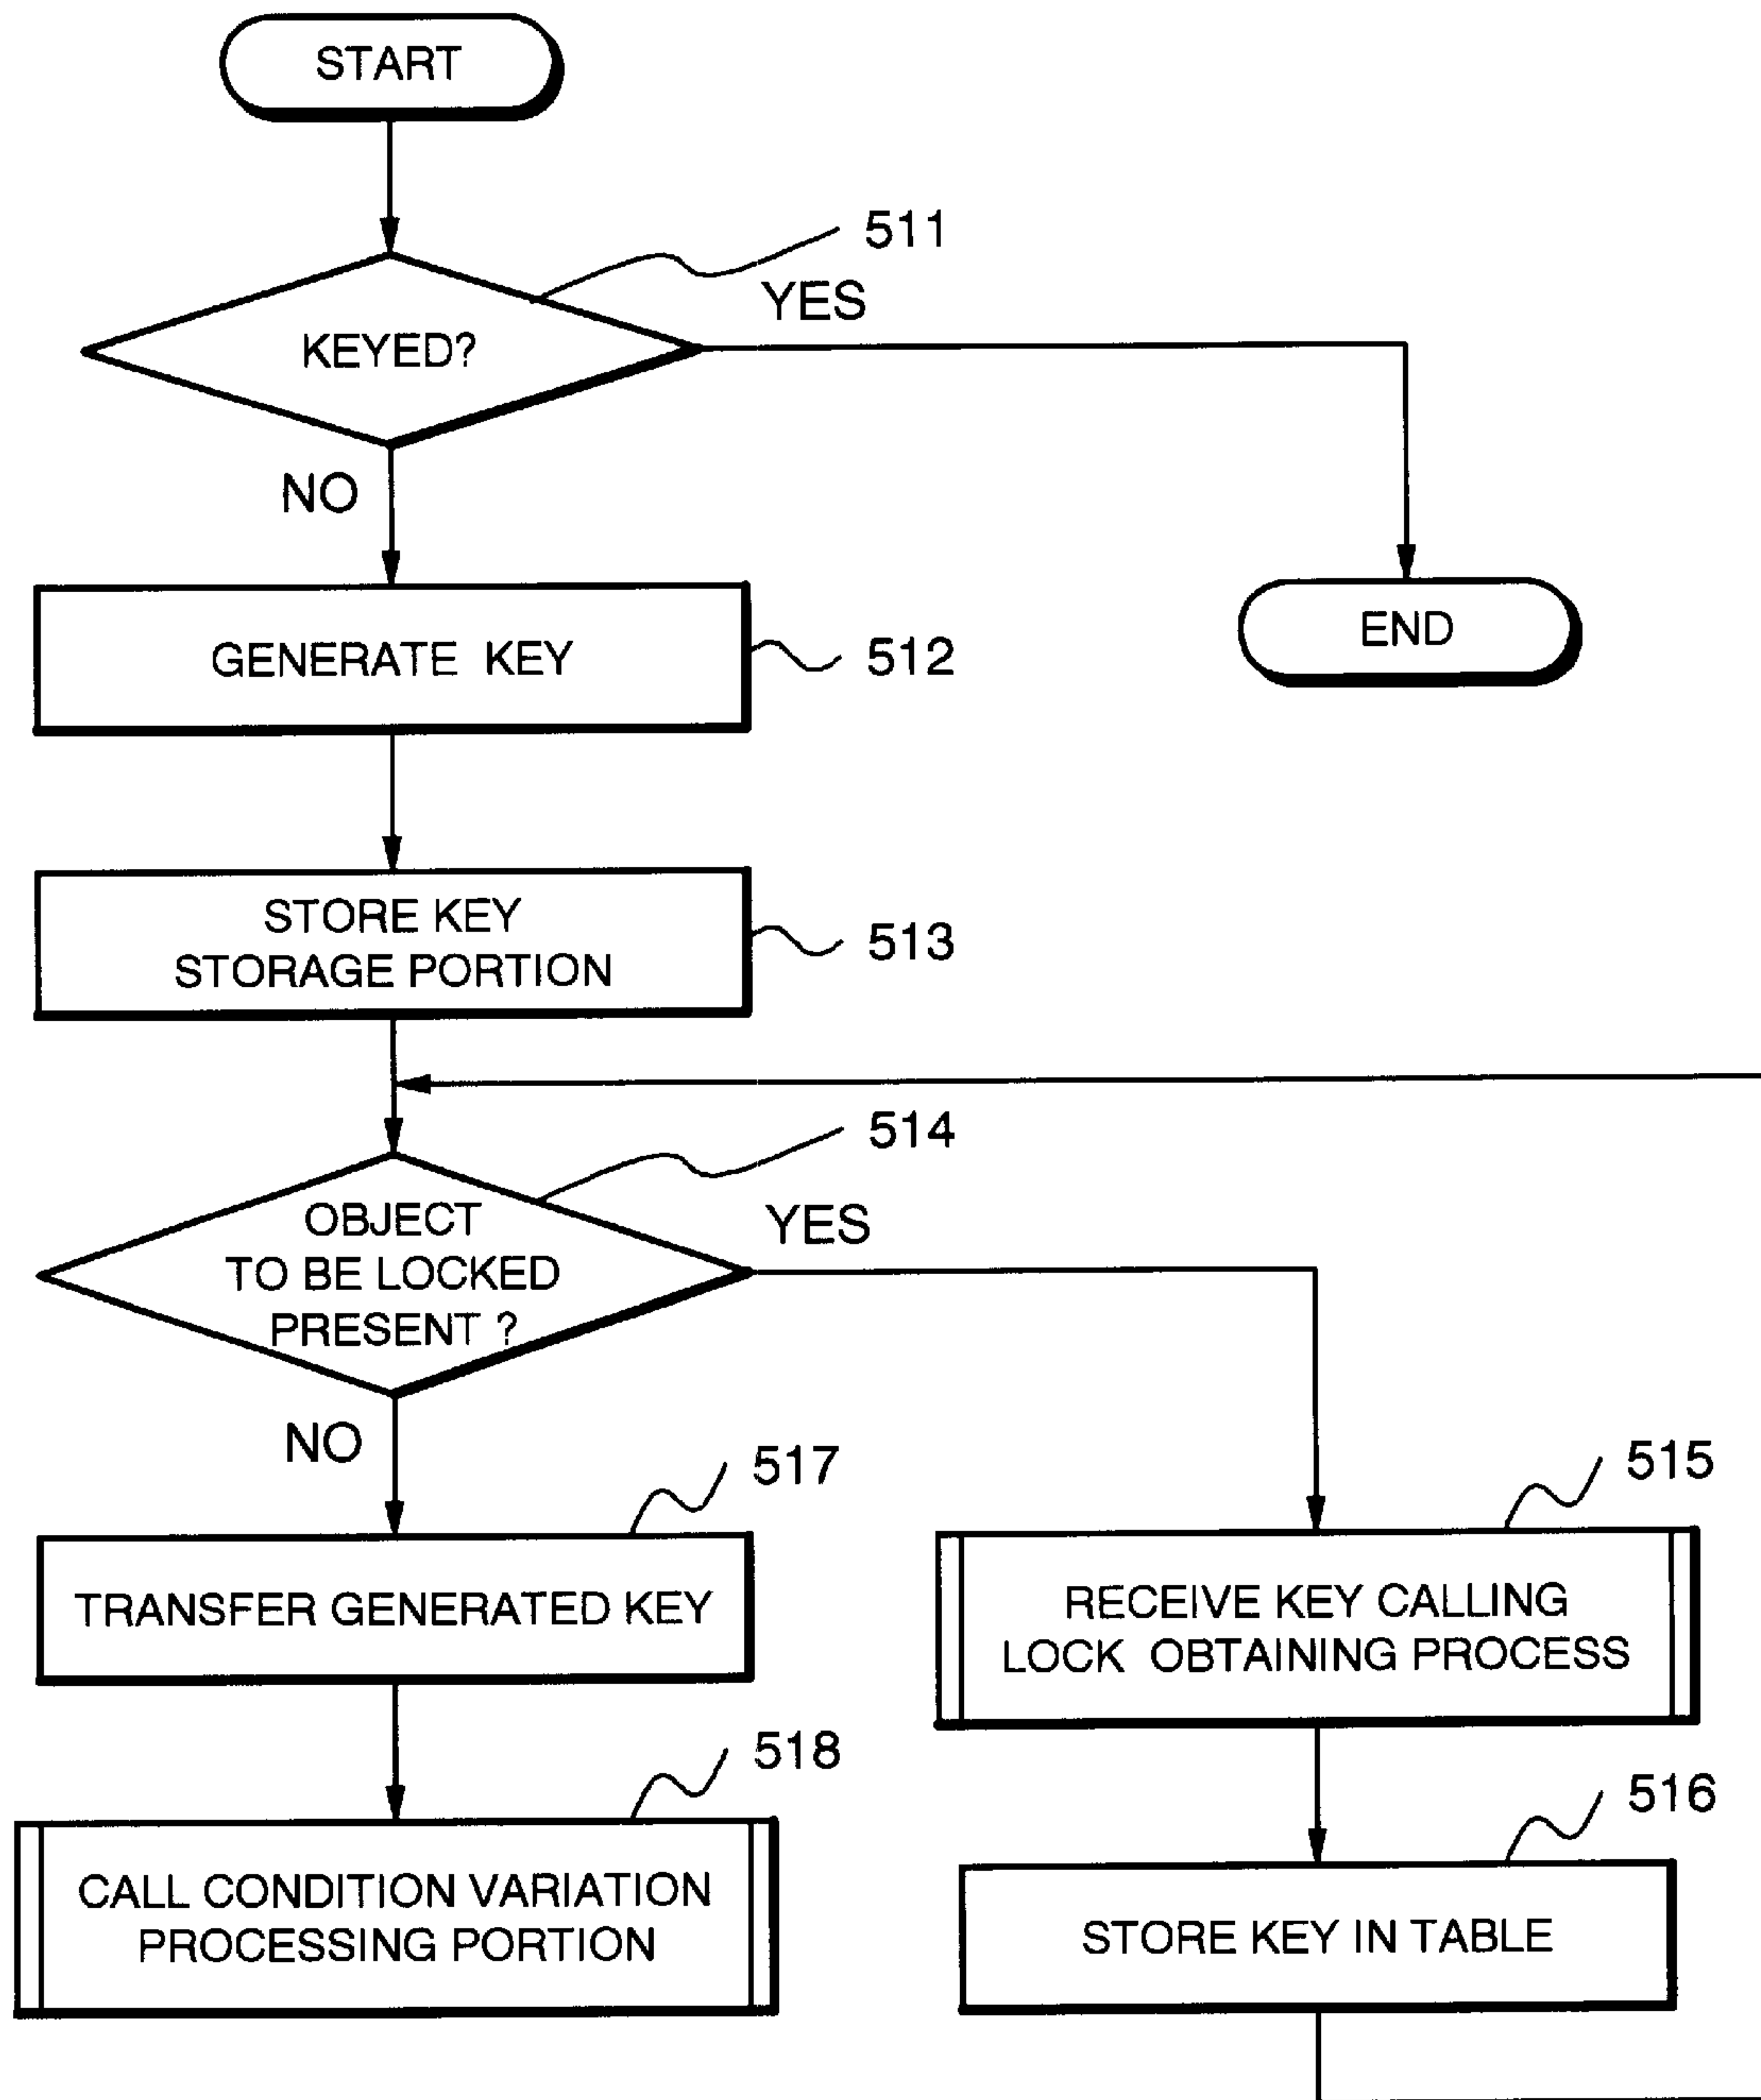 START
511
YES
KEYED?
NO
GENERATE KEY
512
END
STORE KEY
STORAGE PORTION
513
514
OBJECT
TO BE LOCKED
PRESENT ?
YES
NO
517
515
TRANSFER GENERATED KEY
RECEIVE KEY CALLING
LOCK OBTAINING PROCESS
518
516
CALL CONDITION VARIATION
PROCESSING PORTION
STORE KEY IN TABLE